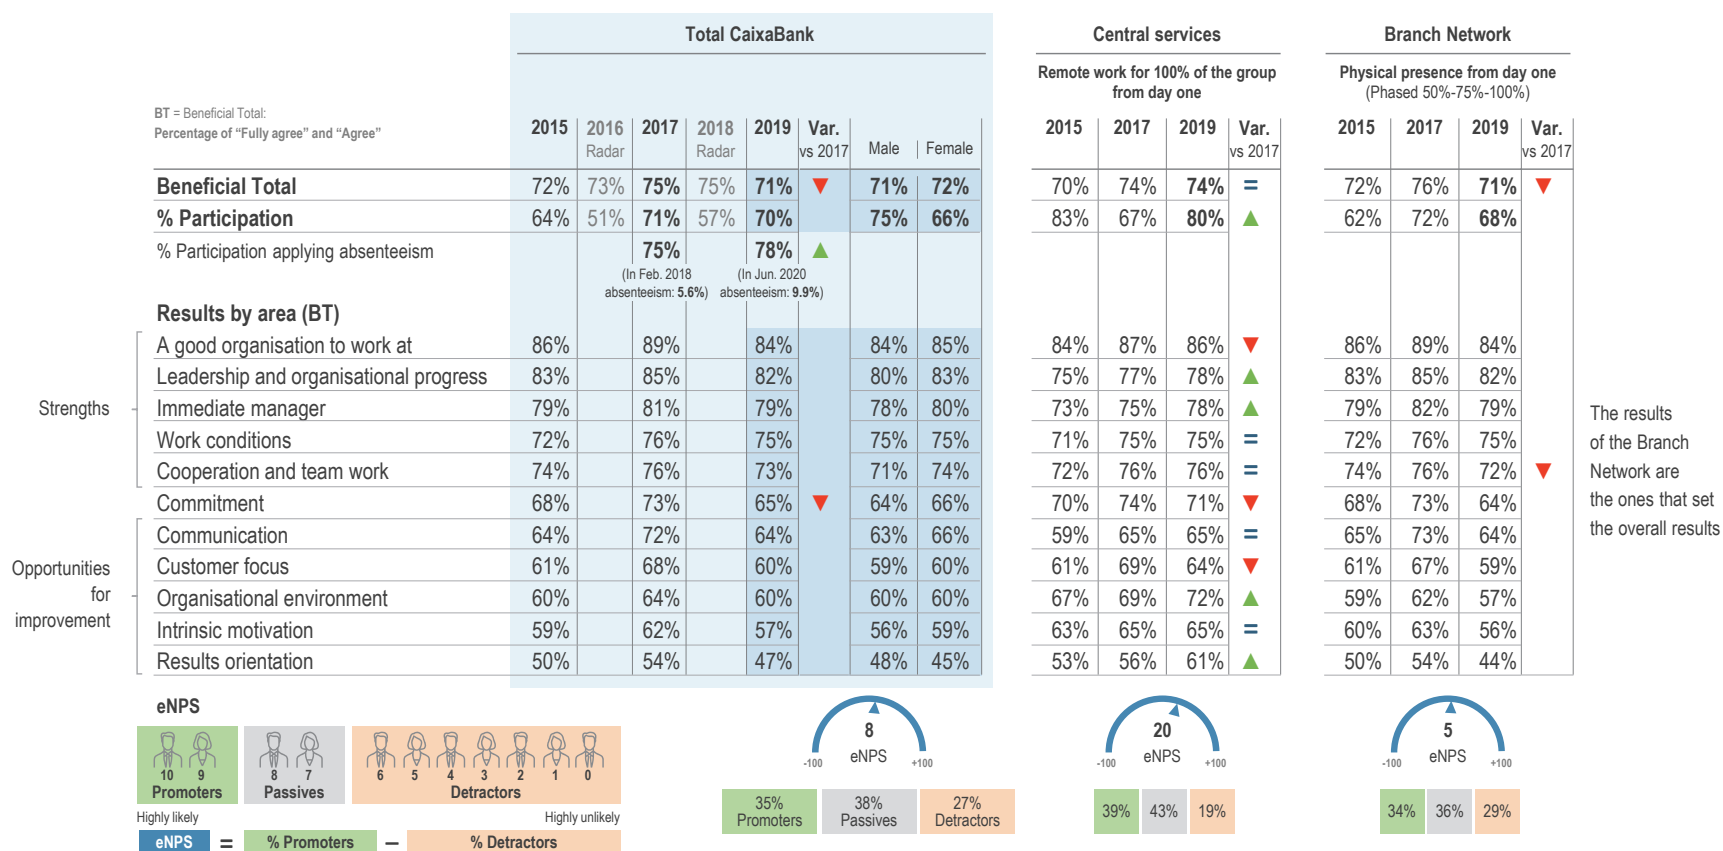 Total CaixaBank Central services Branch Network
Remote work for 100% of the group from day one
Physical presence from day one
(Phased 50%-75%-100%)
BT = Beneficial Total:
Percentage of “Fully agree” and “Agree”
2015 2016 Radar 2017 2018 Radar 2019 Var. vs 2017 Male Female 2015 2017 2019 Var. vs 2017 2015 2017 2019 Var. vs 2017
Beneficial Total 72% 73% 75% 75% 71% ▼ 71% 72% 70% 74% 74% = 72% 76% 71% ▼
% Participation 64% 51% 71% 57% 70% 75% 66% 83% 67% 80% ▲ 62% 72% 68%
% Participation applying absenteeism 75% 78% ▲
(In Feb. 2018 absenteeism: 5.6%) (In Jun. 2020 absenteeism: 9.9%)
Results by area (BT)
A good organisation to work at 86% 89% 84% 84% 85% 84% 87% 86% ▼ 86% 89% 84%
Leadership and organisational progress 83% 85% 82% 80% 83% 75% 77% 78% ▲ 83% 85% 82%
Strengths
Immediate manager 79% 81% 79% 78% 80% 73% 75% 78% ▲ 79% 82% 79%
Work conditions 72% 76% 75% 75% 75% 71% 75% 75% = 72% 76% 75%
Cooperation and team work 74% 76% 73% 71% 74% 72% 76% 76% = 74% 76% 72% ▼
Commitment 68% 73% 65% ▼ 64% 66% 70% 74% 71% ▼ 68% 73% 64%
Communication 64% 72% 64% 63% 66% 59% 65% 65% = 65% 73% 64%
Opportunities
for
improvement
Customer focus 61% 68% 60% 59% 60% 61% 69% 64% ▼ 61% 67% 59%
Organisational environment 60% 64% 60% 60% 60% 67% 69% 72% ▲ 59% 62% 57%
Intrinsic motivation 59% 62% 57% 56% 59% 63% 65% 65% = 60% 63% 56%
Results orientation 50% 54% 47% 48% 45% 53% 56% 61% ▲ 50% 54% 44%
The results
of the Branch
Network are
the ones that set
the overall results
eNPS
10 9
Promoters
8 7
Passives
6 5 4 3 2 1 0
Detractors
Highly likely Highly unlikely
eNPS = % Promoters – % Detractors
8
eNPS
-100 +100
35% Promoters
38% Passives
27% Detractors
20
eNPS
-100 +100
39% 43% 19%
5
eNPS
-100 +100
34% 36% 29%